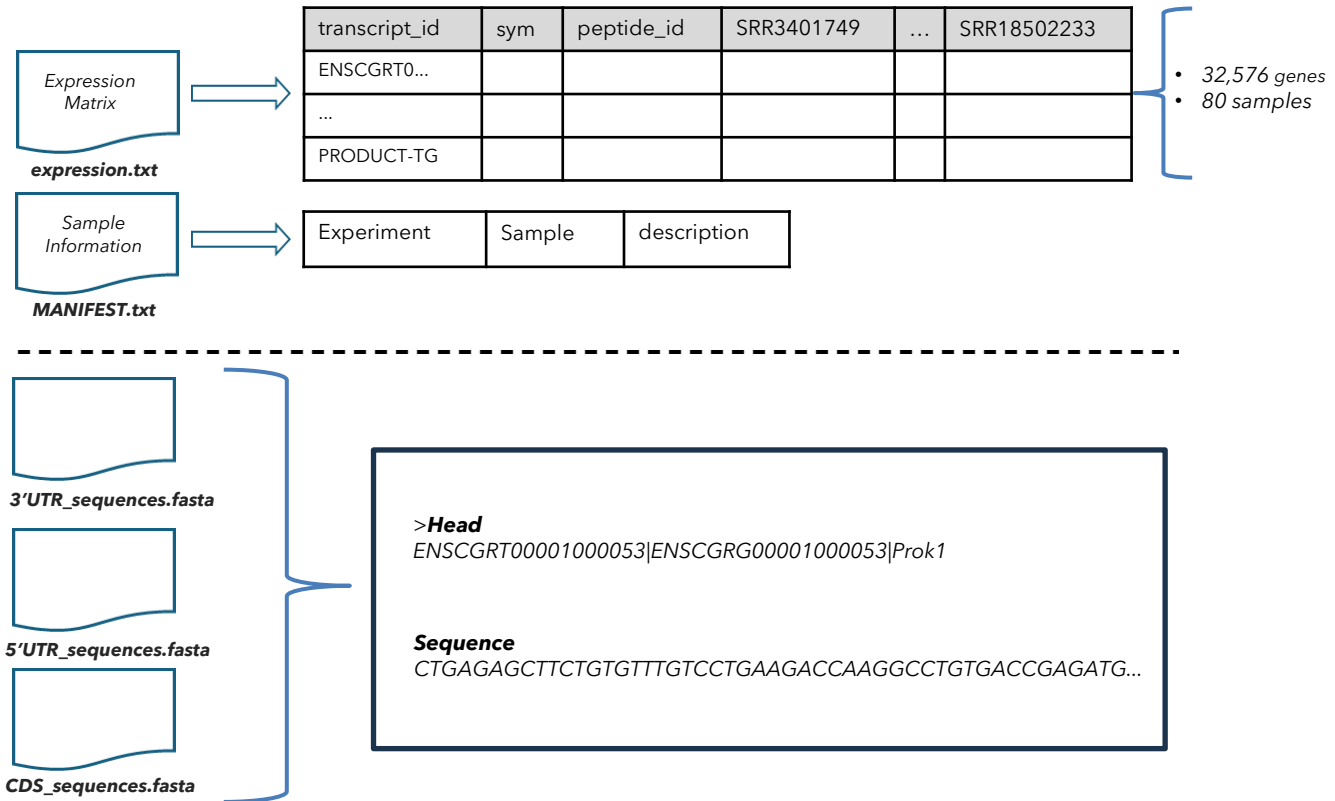 Expression
Matrix
expression.txt
transcript_id sym peptide_id SRR3401749 ... SRR18502233
ENSCGRT0...
...
PRODUCT-TG
• 32,576 genes
• 80 samples
Sample
Information
MANIFEST.txt
Experiment Sample description
3’UTR_sequences.fasta
5’UTR_sequences.fasta
CDS_sequences.fasta
>Head
ENSCGRT00001000053|ENSCGRG00001000053|Prok1
Sequence
CTGAGAGCTTCTGTGTTTGTCCTGAAGACCAAGGCCTGTGACCGAGATG...